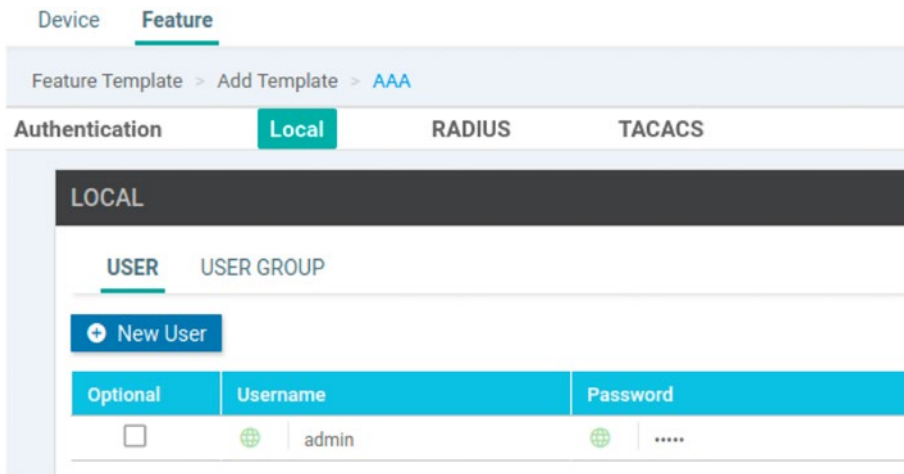 Device Feature
Feature Template > Add Template > AAA
Authentication Local RADIUS TACACS
LOCAL
USER USER GROUP
New User
Optional Username Password
admin •••••